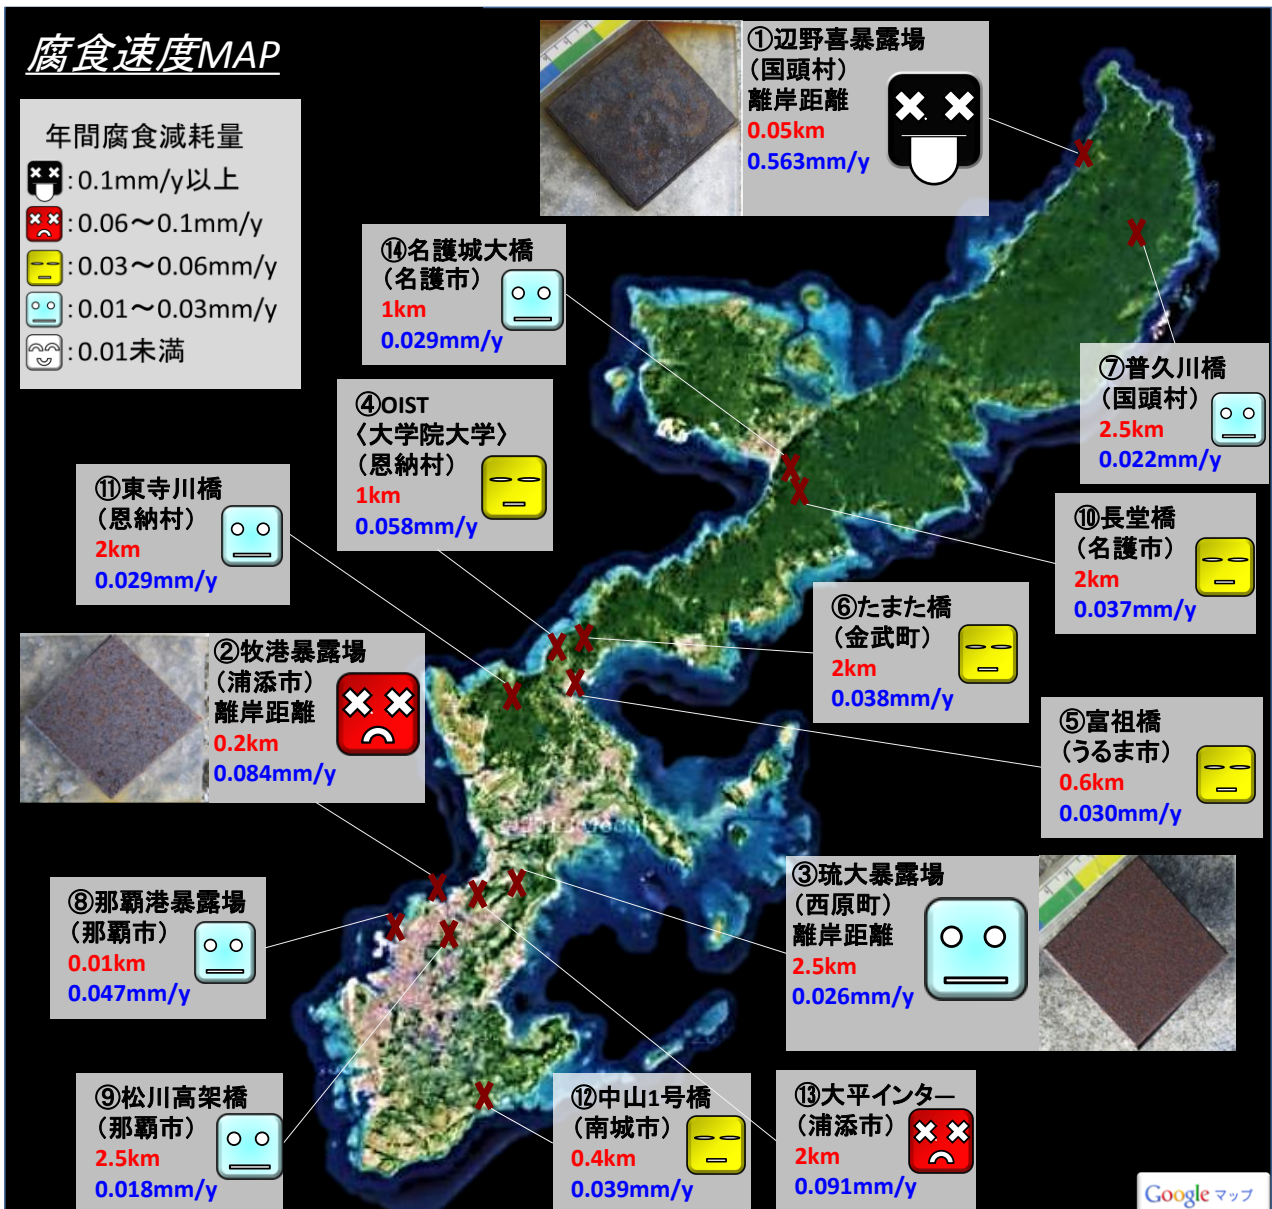 腐食速度MAP
年間腐食減耗量
:0.1mm/y以上
:0.06～0.1mm/y
:0.03～0.06mm/y
:0.01～0.03mm/y
:0.01未満
①辺野喜暴露場
(国頭村)
離岸距離
0.05km
0.563mm/y
⑭名護城大橋
(名護市)
1km
0.029mm/y
⑦普久川橋
(国頭村)
2.5km
0.022mm/y
④OIST
〈大学院大学〉
(恩納村)
1km
0.058mm/y
⑪東寺川橋
(恩納村)
2km
0.029mm/y
⑩長堂橋
(名護市)
2km
0.037mm/y
⑥たまた橋
(金武町)
2km
0.038mm/y
②牧港暴露場
(浦添市)
離岸距離
0.2km
0.084mm/y
⑤富祖橋
(うるま市)
0.6km
0.030mm/y
③琉大暴露場
(西原町)
離岸距離
2.5km
0.026mm/y
⑧那覇港暴露場
(那覇市)
0.01km
0.047mm/y
⑨松川高架橋
(那覇市)
2.5km
0.018mm/y
⑫中山1号橋
(南城市)
0.4km
0.039mm/y
⑬大平インター
(浦添市)
2km
0.091mm/y
Google マップ